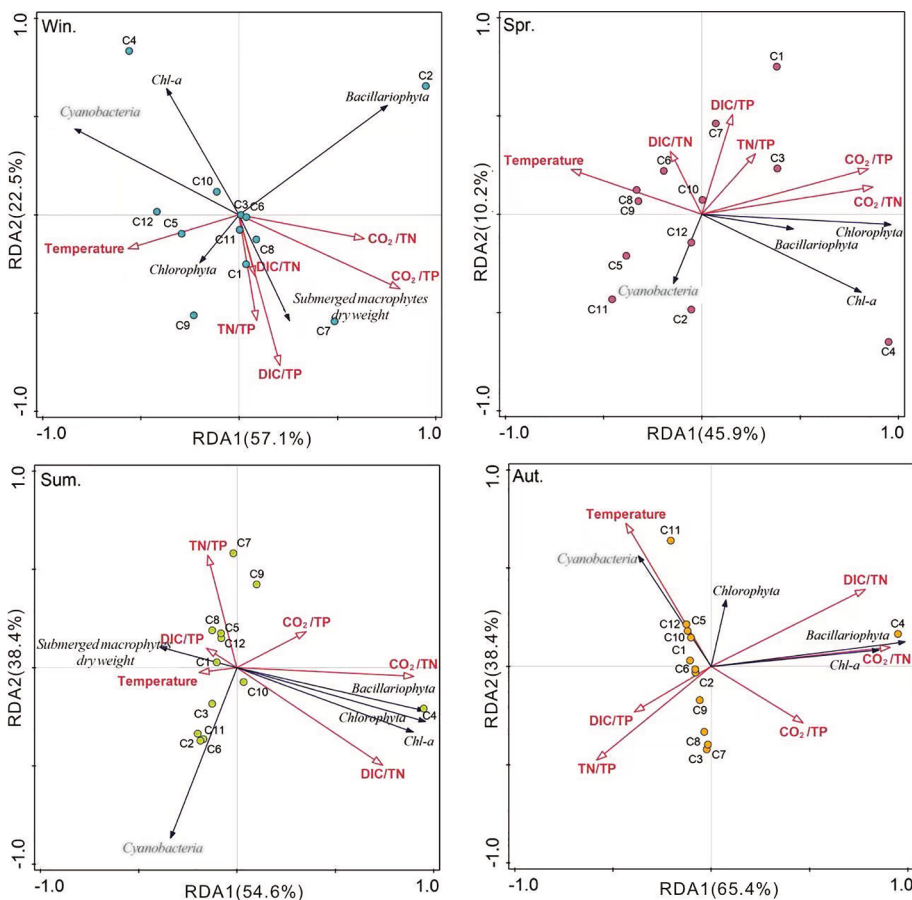 1.0
Win.
C4
Chl-a
C2
Bacillariophyta
Cyanobacteria
C10
C3
C6
C12
C5
C11
C8
Temperature
CO2/TN
Chlorophyta
C1
DIC/TN
CO2/TP
Submerged macrophytes
dry weight
C9
TN/TP
C7
DIC/TP
RDA2(22.5%)
-1.0
-1.0
RDA1(57.1%)
1.0
1.0
Spr.
C1
DIC/TP
C7
DIC/TN
TN/TP
Temperature
C6
C3
CO2/TP
C10
C8
CO2/TN
C9
C12
Bacillariophyta
Chlorophyta
C5
Cyanobacteria
Chl-a
C11
C2
C4
RDA2(10.2%)
-1.0
-1.0
RDA1(45.9%)
1.0
1.0
Sum.
C7
TN/TP
C9
C8
C5
CO2/TP
Submerged macrophytes
DIC/TP
C12
dry weight
C1
CO2/TN
Temperature
C10
Bacillariophyta
C3
Chlorophyta
C4
C2
C11
Chl-a
C6
DIC/TN
Cyanobacteria
RDA2(38.4%)
-1.0
-1.0
RDA1(54.6%)
1.0
1.0
Aut.
Temperature
C11
Cyanobacteria
Chlorophyta
DIC/TN
C12
C5
C4
C10
Bacillariophyta
C1
Chl-a
CO2/TN
C6
C2
C9
DIC/TP
CO2/TP
C8
TN/TP
C3
C7
RDA2(38.4%)
-1.0
-1.0
RDA1(65.4%)
1.0